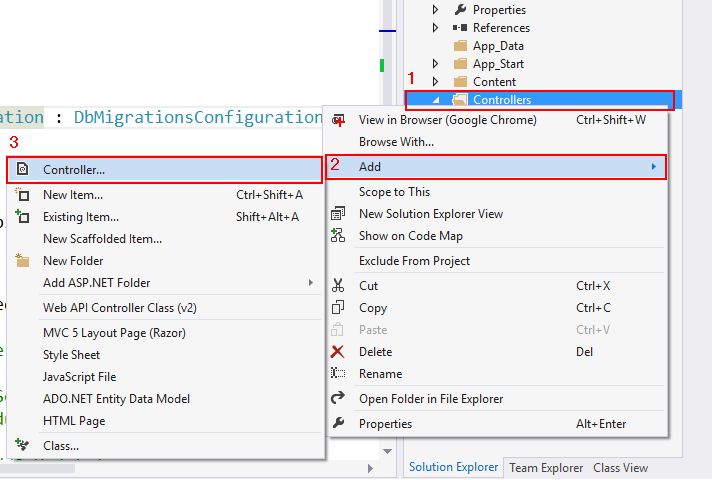 Properties
References
App_Data
App_Start
Content
1
Controllers
ation : DbMigrationsConfiguration
View in Browser (Google Chrome) Ctrl+Shift+W
Browse With...
3
2
Add
Controller...
Scope to This
New Item... Ctrl+Shift+A
New Solution Explorer View
Existing Item... Shift+Alt+A
Show on Code Map
New Scaffolded Item...
New Folder
Exclude From Project
Add ASP.NET Folder
Cut Ctrl+X
Web API Controller Class (v2)
Copy Ctrl+C
MVC 5 Layout Page (Razor)
Paste Ctrl+V
Style Sheet
Delete Del
JavaScript File
Rename
ADO.NET Entity Data Model
Open Folder in File Explorer
HTML Page
Properties Alt+Enter
Class...
Solution Explorer Team Explorer Class View